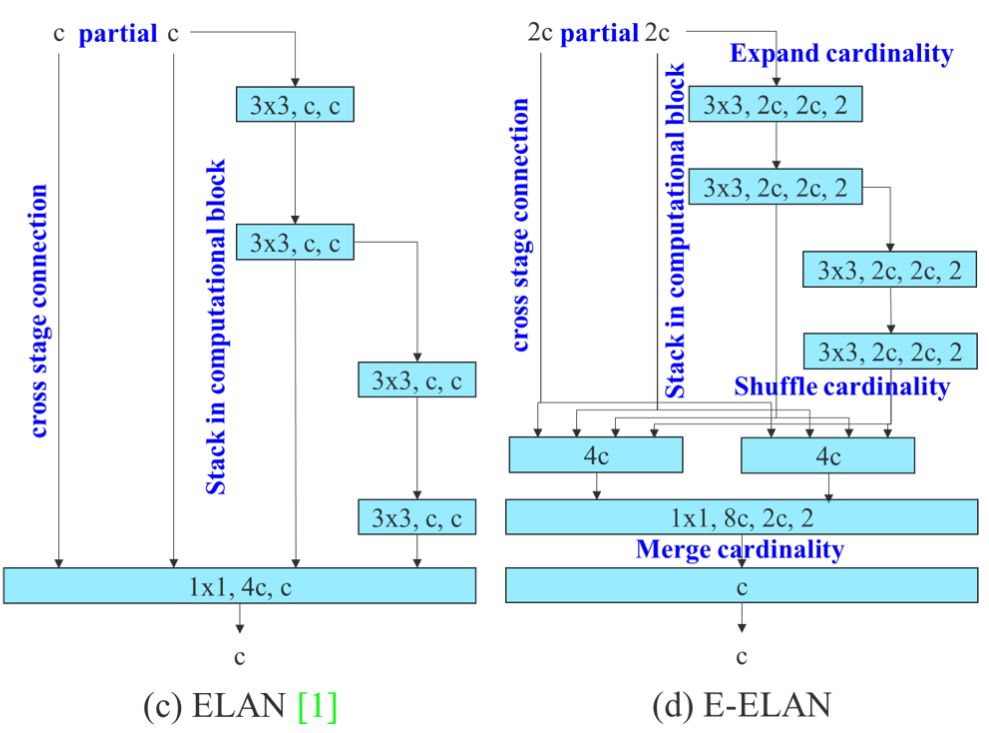 c partial c
3x3, c, c
cross stage connection
Stack in computational block
3x3, c, c
3x3, c, c
3x3, c, c
1x1, 4c, c
c
(c) ELAN [1]
2c partial 2c
Expand cardinality
3x3, 2c, 2c, 2
cross stage connection
Stack in computational block
3x3, 2c, 2c, 2
3x3, 2c, 2c, 2
3x3, 2c, 2c, 2
Shuffle cardinality
4c
4c
1x1, 8c, 2c, 2
Merge cardinality
c
c
(d) E-ELAN